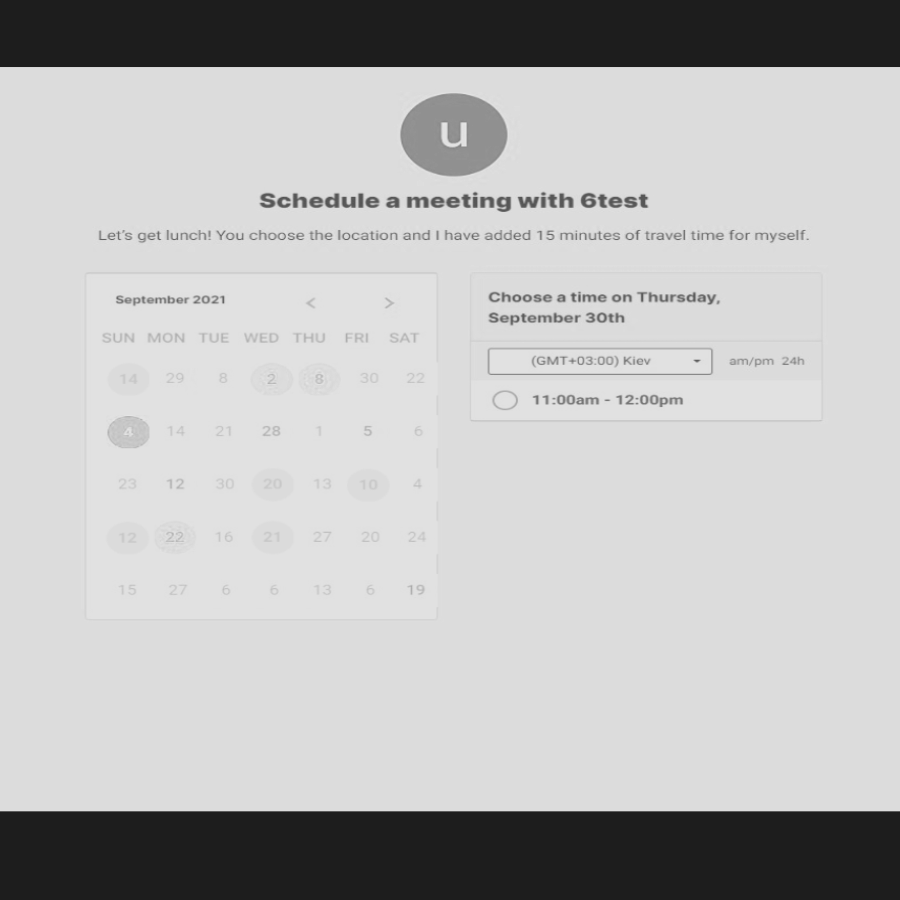 u
Schedule a meeting with 6test
Let's get lunch! You choose the location and I have added 15 minutes of travel time for myself.
September 2021 < >
SUN MON TUE WED THU FRI SAT
14 29 8 2 8 30 22
4 14 21 28 1 5 6
23 12 30 20 13 10 4
12 22 16 21 27 20 24
15 27 6 6 13 6 19
Choose a time on Thursday,
September 30th
(GMT+03:00) Kiev am/pm 24h
11:00am - 12:00pm